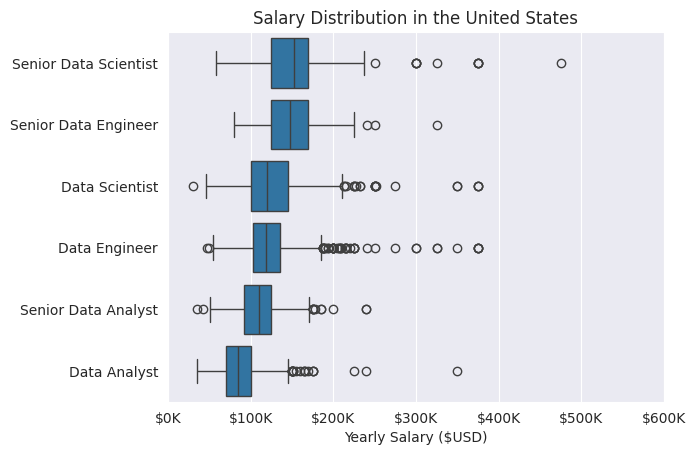 Salary Distribution in the United States
Senior Data Scientist
Senior Data Engineer
Data Scientist
Data Engineer
Senior Data Analyst
Data Analyst
$0K $100K $200K $300K $400K $500K $600K
Yearly Salary ($USD)